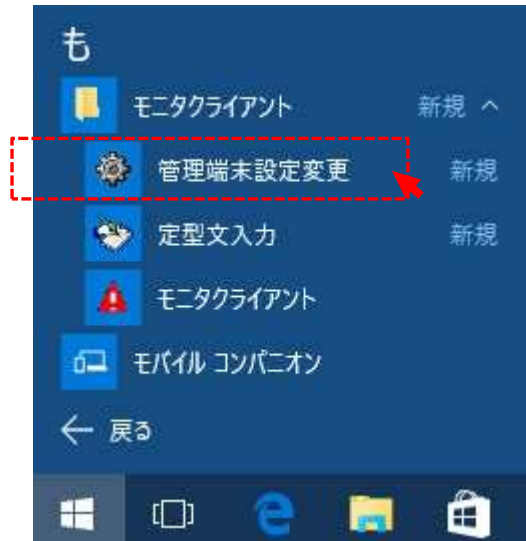 も
モニタクライアント 新規
管理端末設定変更 新規
定型文入力 新規
モニタクライアント
モバイル コンパニオン
戻る